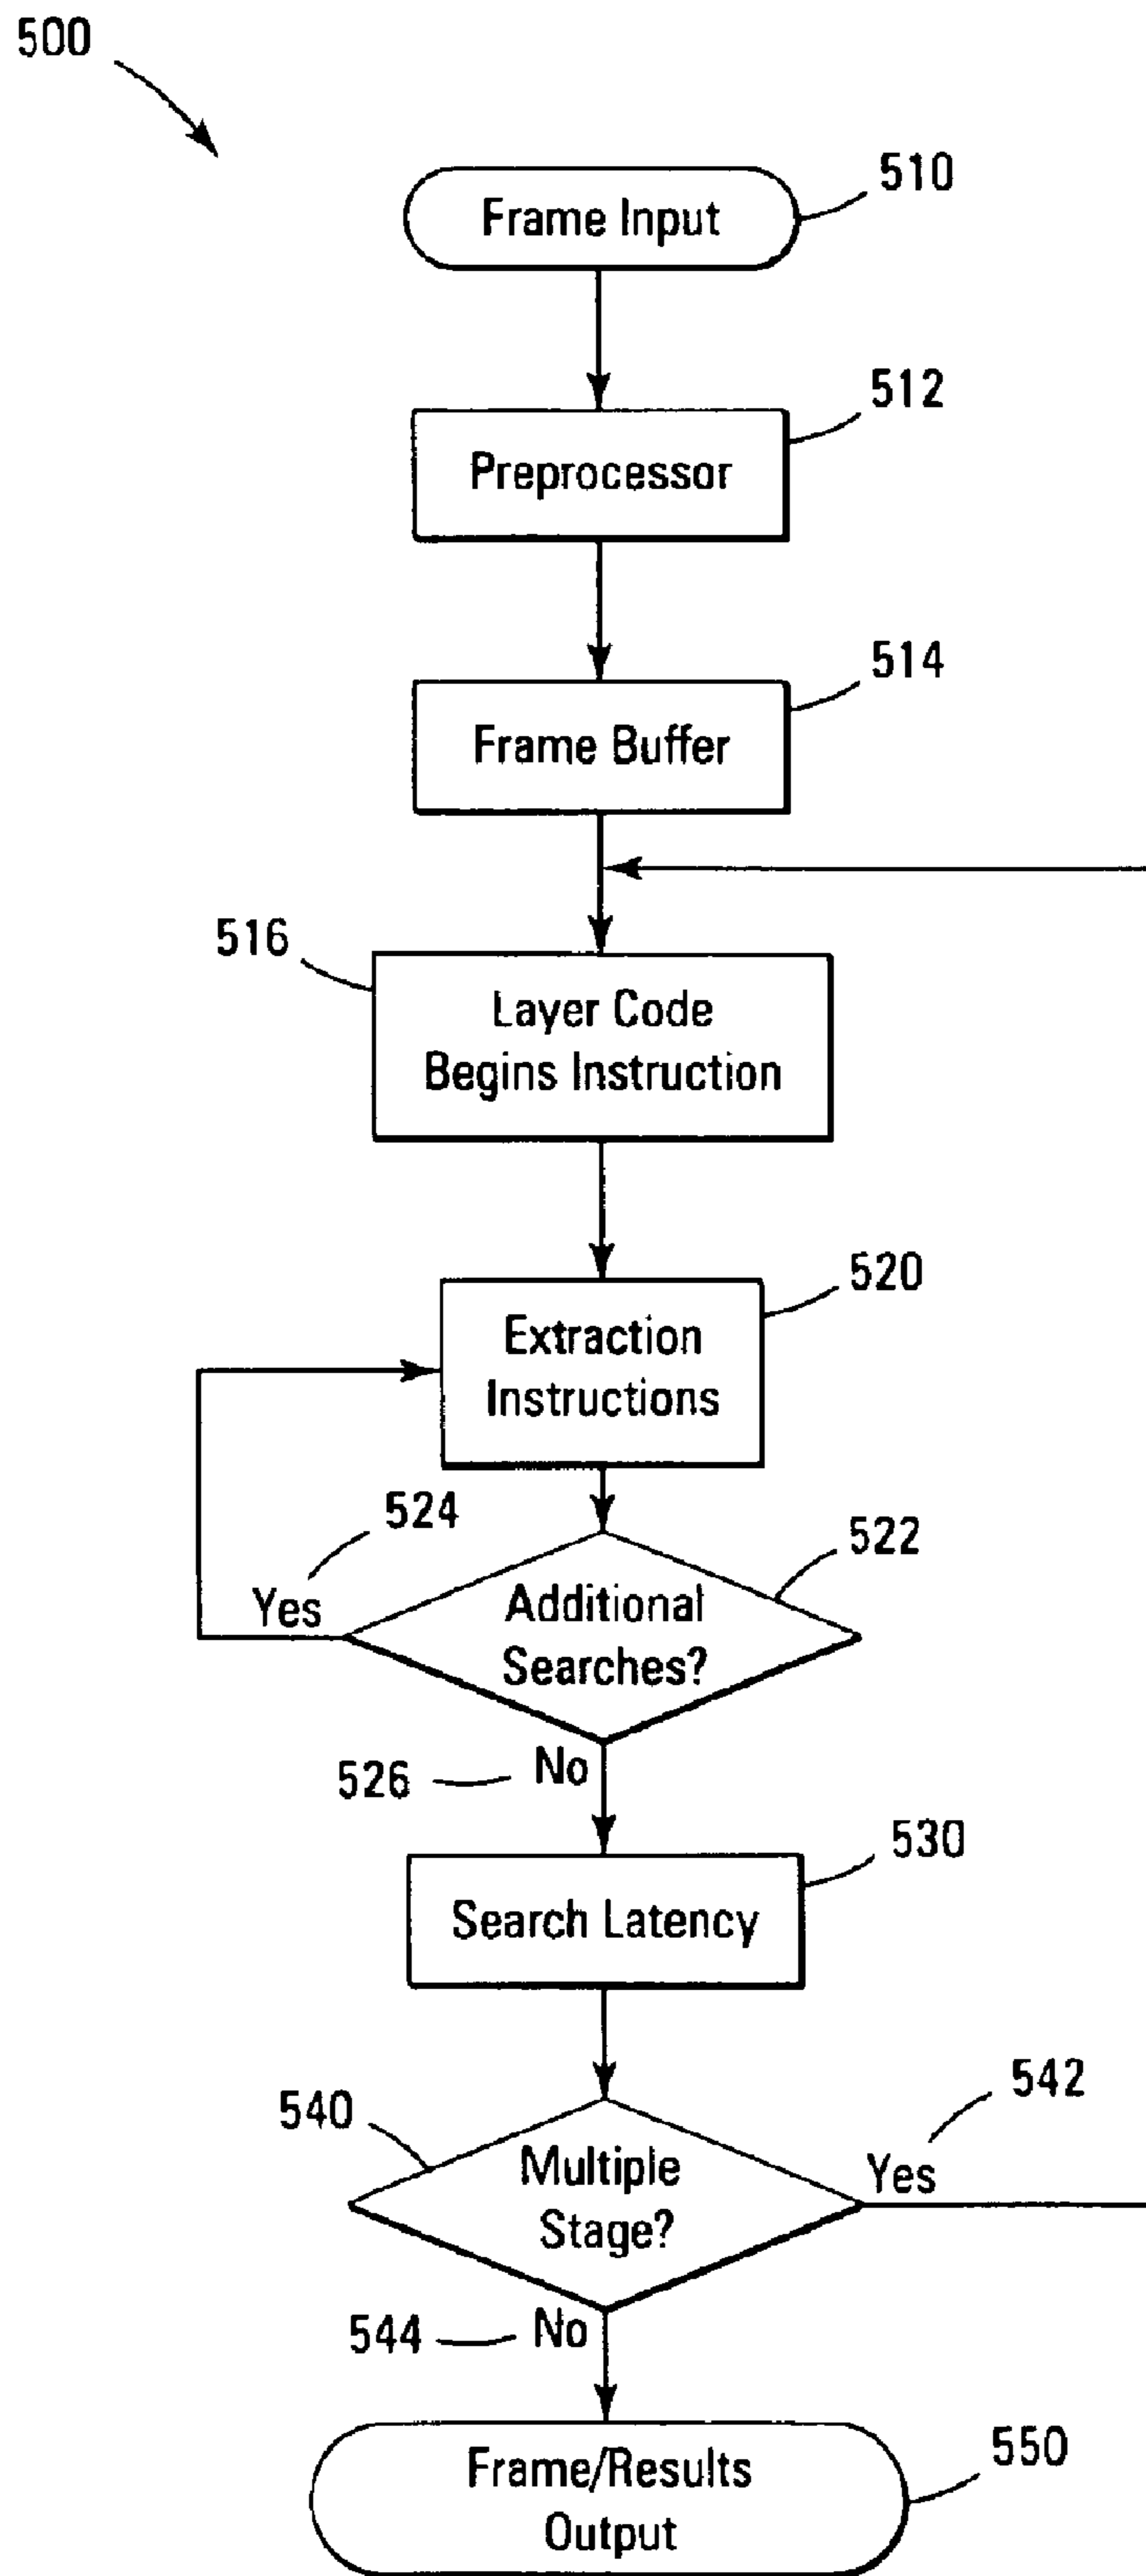 500
510
Frame Input
512
Preprocessor
514
Frame Buffer
516
Layer Code
Begins Instruction
520
Extraction
Instructions
524
522
Yes
Additional
Searches?
526
No
530
Search Latency
542
540
Multiple
Stage?
Yes
544
No
550
Frame/Results
Output